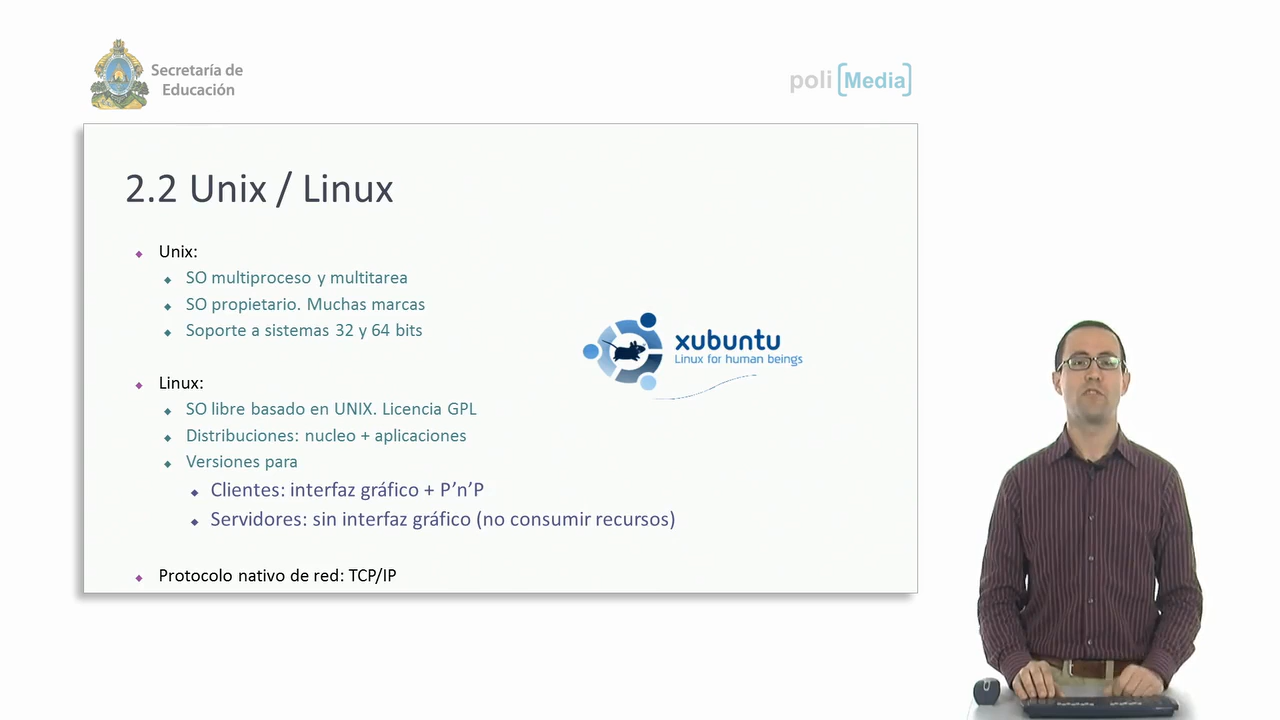 Secretaría de
Educación
poli [Media]
2.2 Unix / Linux
Unix:
SO multiproceso y multitarea
SO propietario. Muchas marcas
Soporte a sistemas 32 y 64 bits
xubuntu
Linux for human beings
Linux:
SO libre basado en UNIX. Licencia GPL
Distribuciones: nucleo + aplicaciones
Versiones para
Clientes: interfaz gráfico + P’n’P
Servidores: sin interfaz gráfico (no consumir recursos)
Protocolo nativo de red: TCP/IP